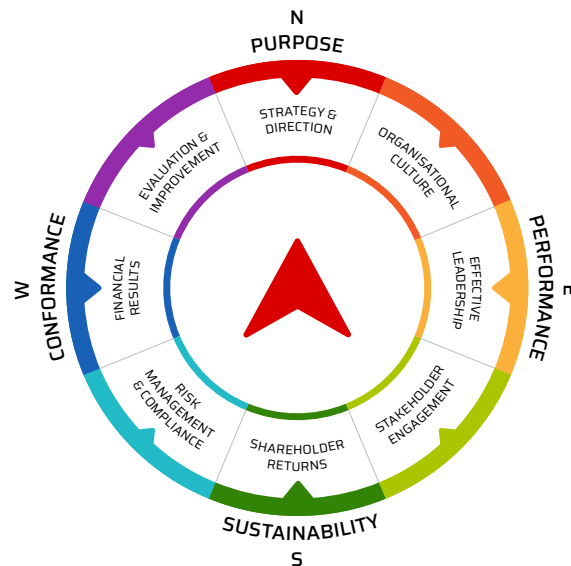 N
PURPOSE
STRATEGY &
DIRECTION
ORGANISATIONAL
CULTURE
PERFORMANCE
E
EFFECTIVE
LEADERSHIP
STAKEHOLDER
ENGAGEMENT
SHAREHOLDER
RETURNS
SUSTAINABILITY
S
RISK
MANAGEMENT
& COMPLIANCE
FINANCIAL
RESULTS
CONFORMANCE
W
EVALUATION &
IMPROVEMENT